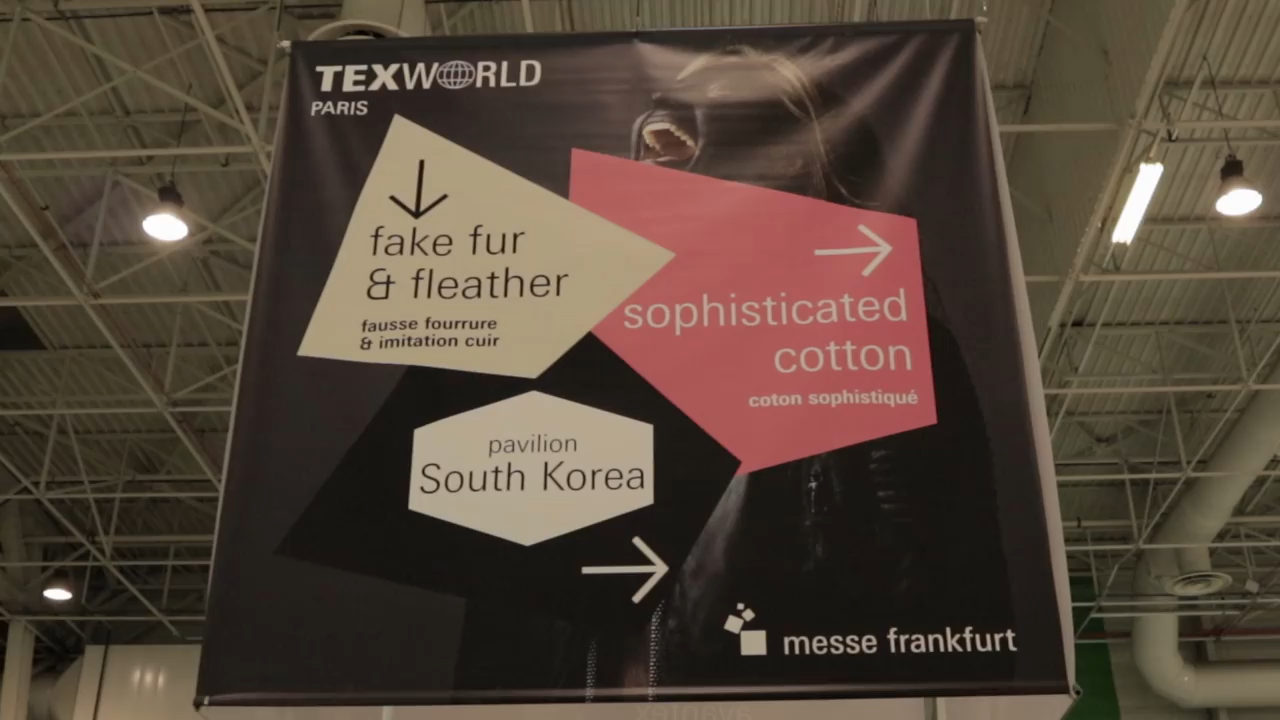 TEXWORLD
PARIS
fake fur
& fleather
fausse fourrure
& imitation cuir
sophisticated
cotton
coton sophistiqué
pavilion
South Korea
messe frankfurt